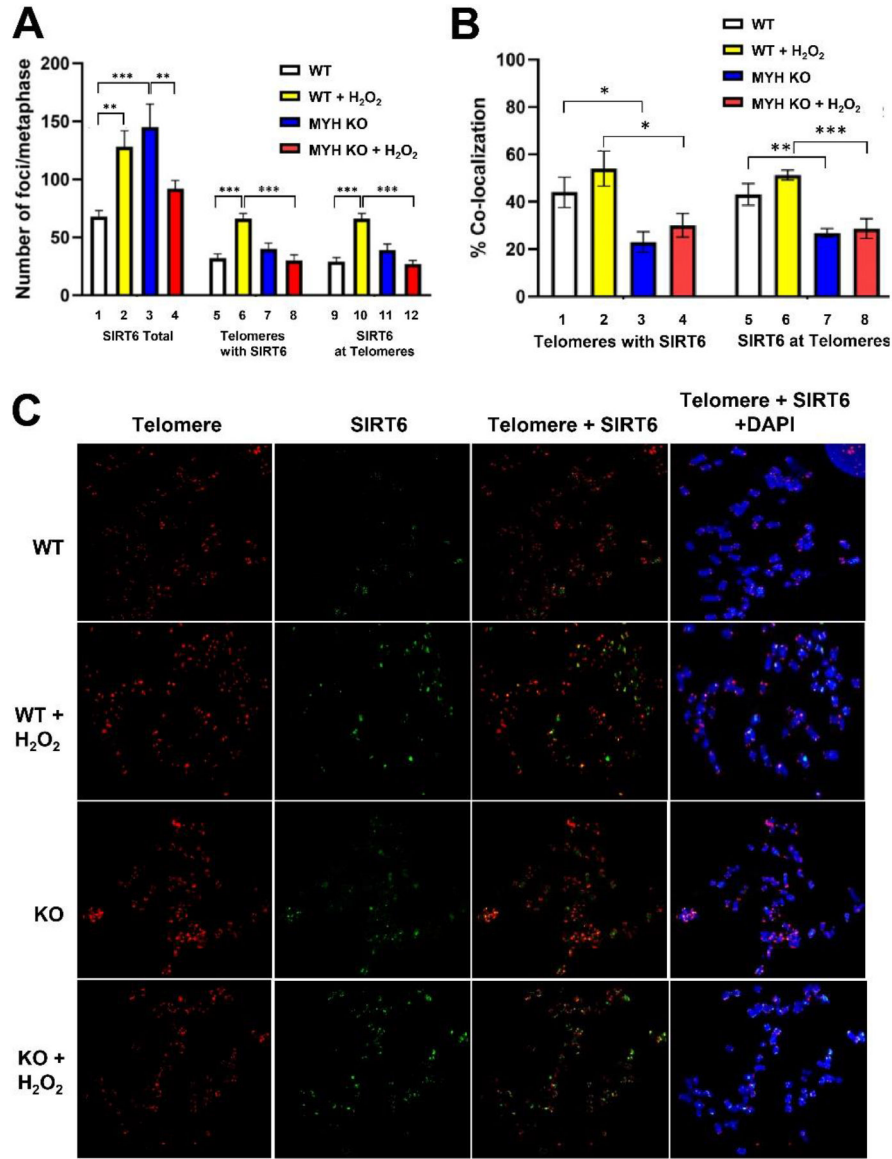 A
Number of foci/metaphase
200
150
100
50
0
***
**
**
***
***
***
***
WT
WT + H₂O₂
MYH KO
MYH KO + H₂O₂
1 2 3 4 5 6 7 8 9 10 11 12
SIRT6 Total
Telomeres
with SIRT6
SIRT6
at Telomeres
B
% Co-localization
100
80
60
40
20
0
WT
WT + H₂O₂
MYH KO
MYH KO + H₂O₂
*
*
**
***
1 2 3 4 5 6 7 8
Telomeres with SIRT6 SIRT6 at Telomeres
C
Telomere SIRT6 Telomere + SIRT6 Telomere + SIRT6
+DAPI
WT
WT +
H₂O₂
KO
KO +
H₂O₂